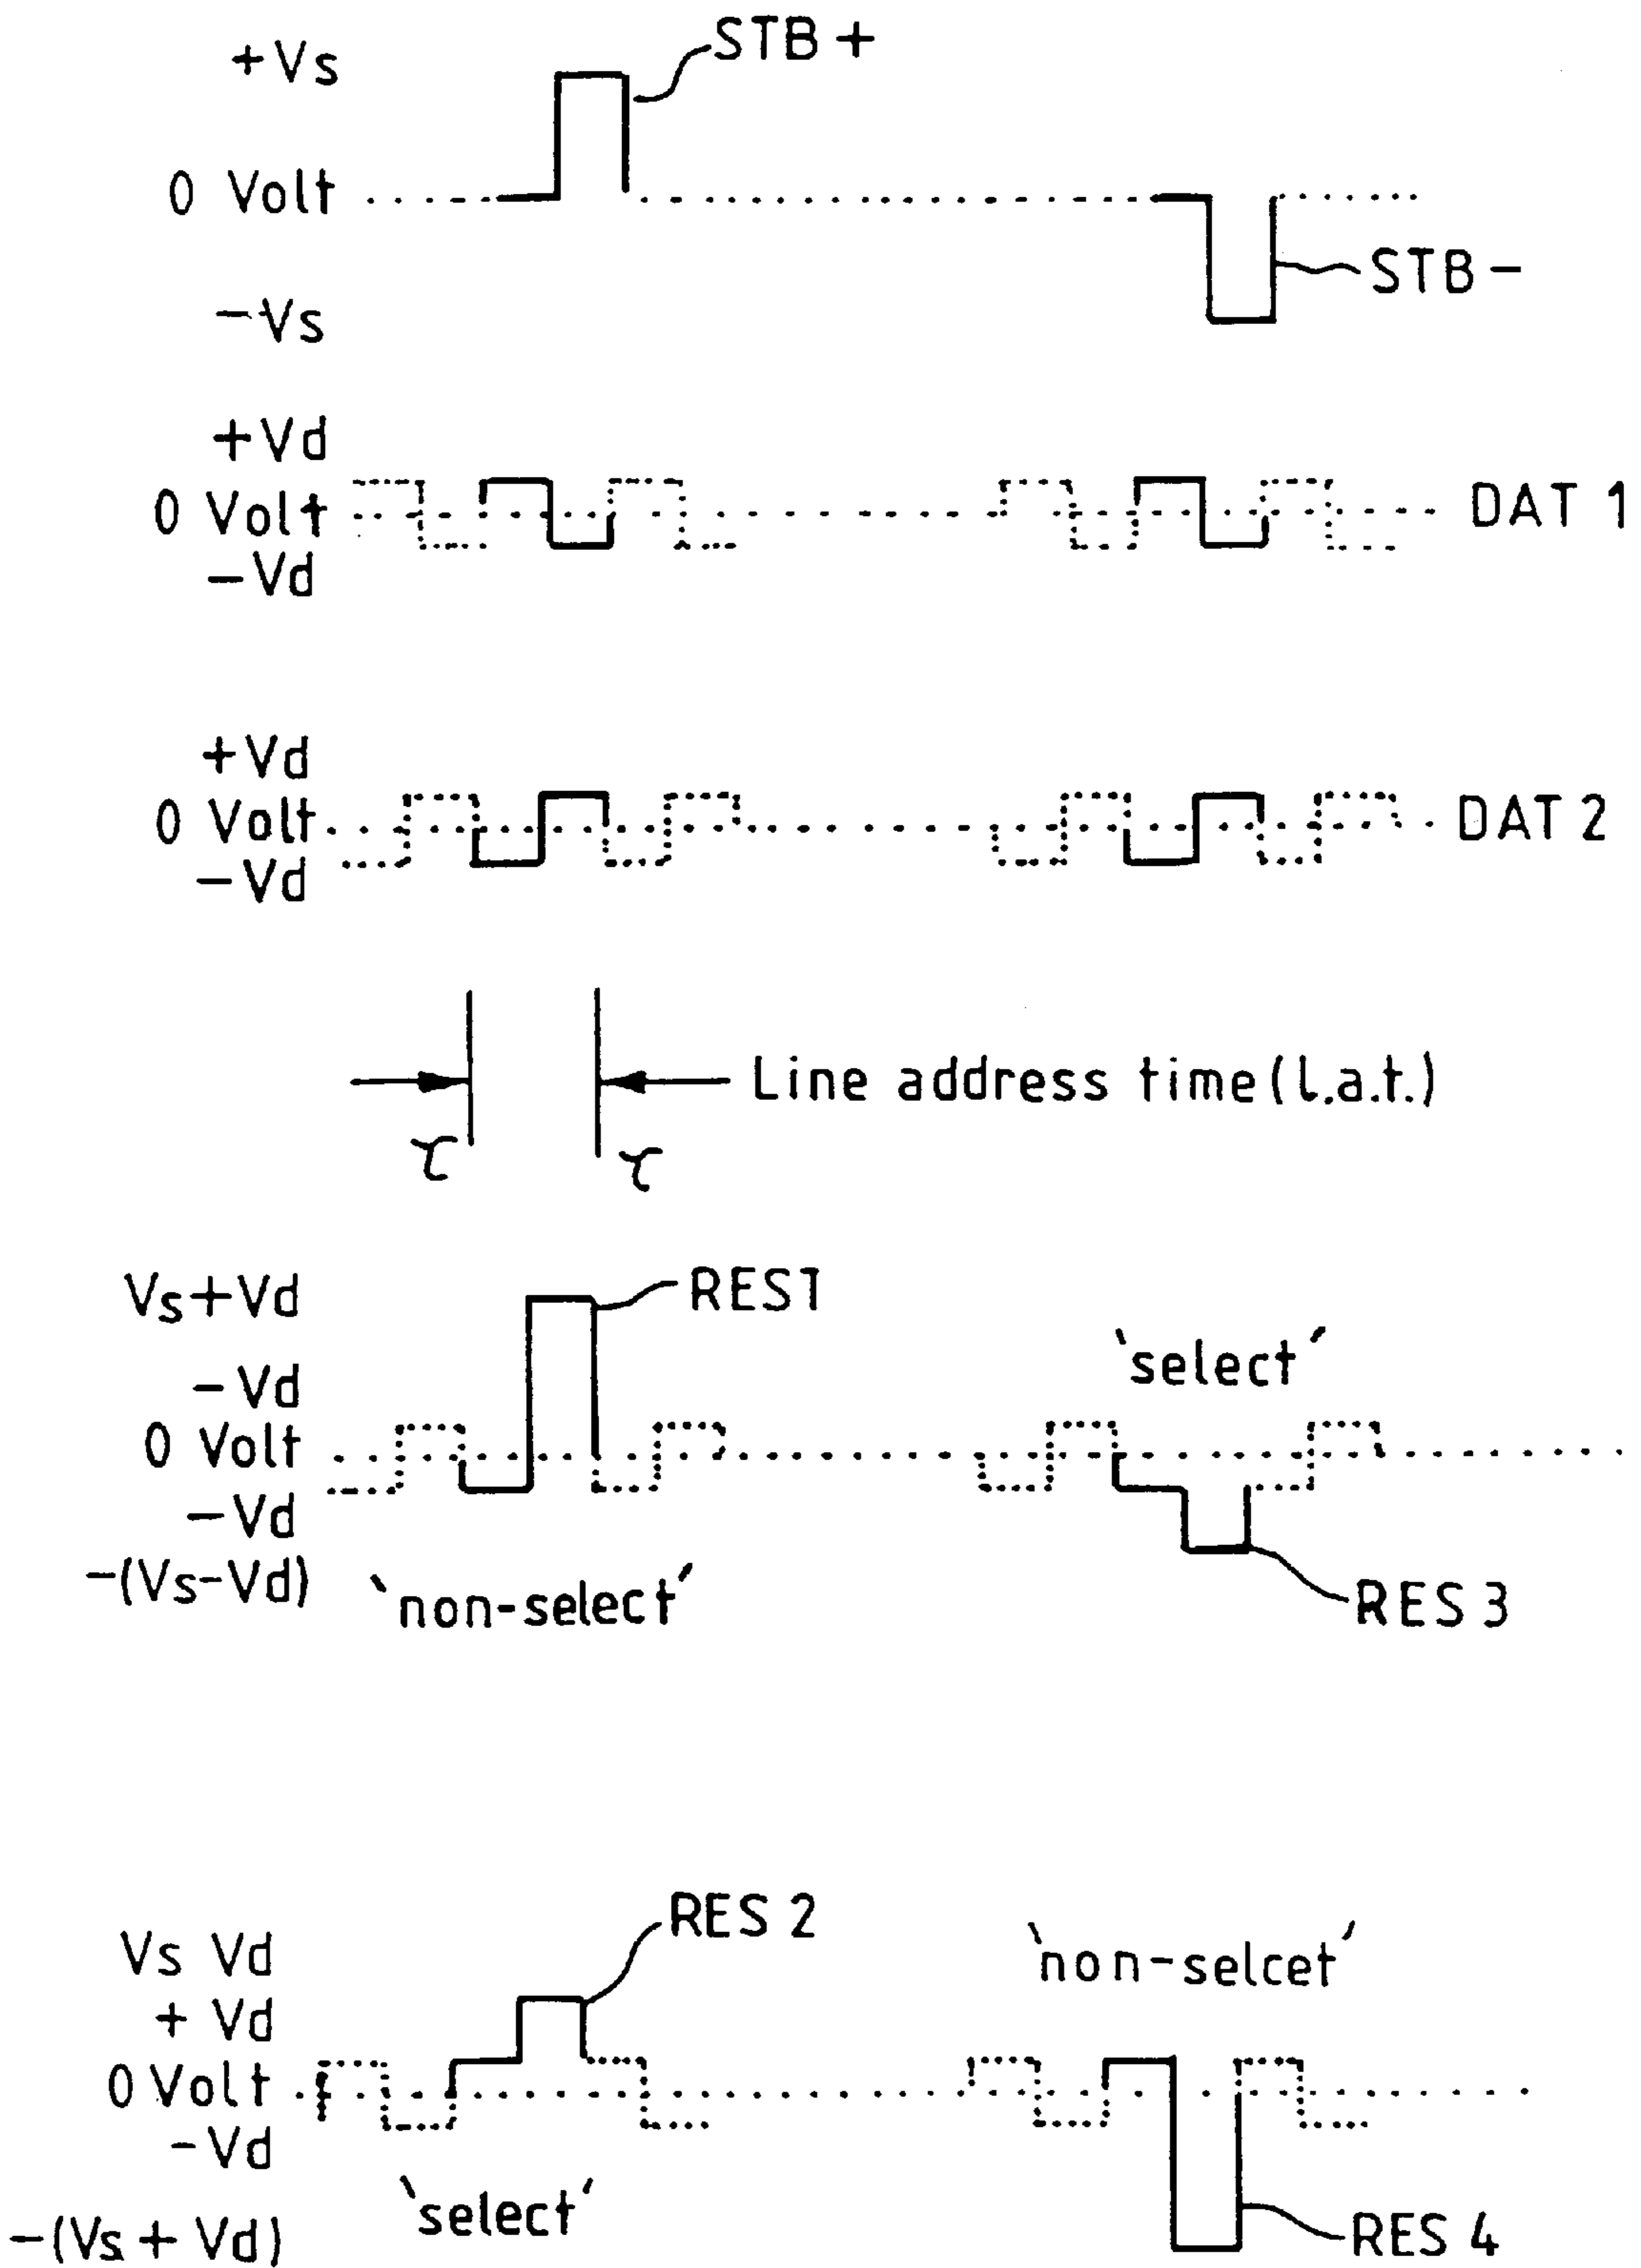 +Vs
STB+
0 Volt
STB-
-Vs
+Vd
0 Volt
DAT 1
-Vd
+Vd
0 Volt
DAT 2
-Vd
Line address time (l.a.t.)
τ
τ
Vs+Vd
RES1
-Vd
`select´
0 Volt
-Vd
-(Vs-Vd)
`non-select´
RES 3
RES 2
Vs Vd
`non-selcet´
+ Vd
0 Volt
-Vd
`select´
-(Vs + Vd)
RES 4